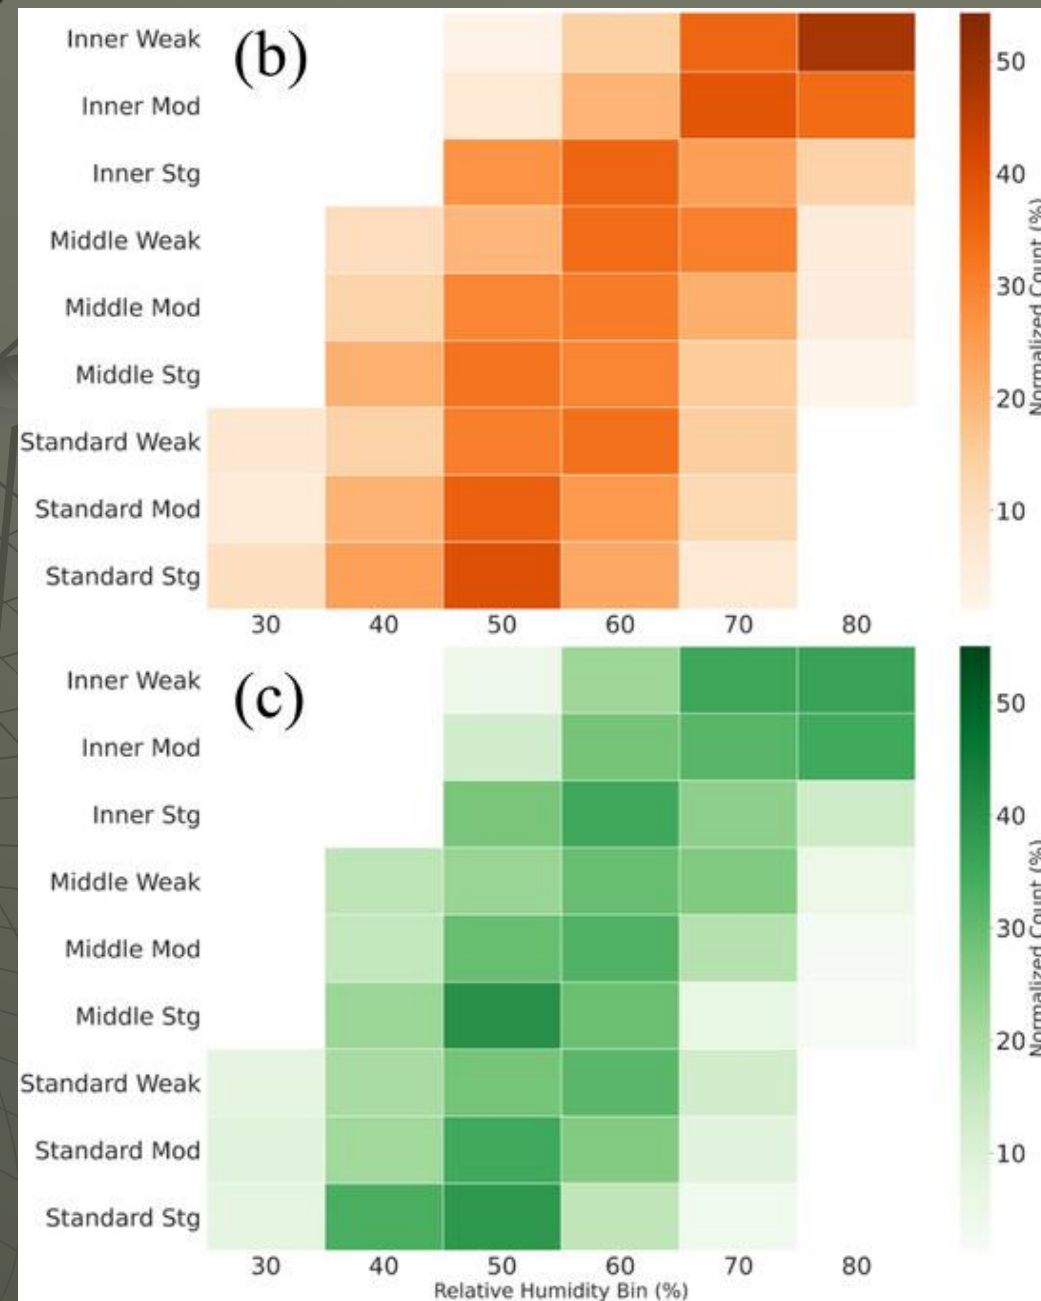 (b)
Inner Weak
Inner Mod
Inner Stg
Middle Weak
Middle Mod
Middle Stg
Standard Weak
Standard Mod
Standard Stg
30 40 50 60 70 80
50
40
30
20
10
Normalized Count (%)
(c)
Inner Weak
Inner Mod
Inner Stg
Middle Weak
Middle Mod
Middle Stg
Standard Weak
Standard Mod
Standard Stg
30 40 50 60 70 80
Relative Humidity Bin (%)
50
40
30
20
10
Normalized Count (%)